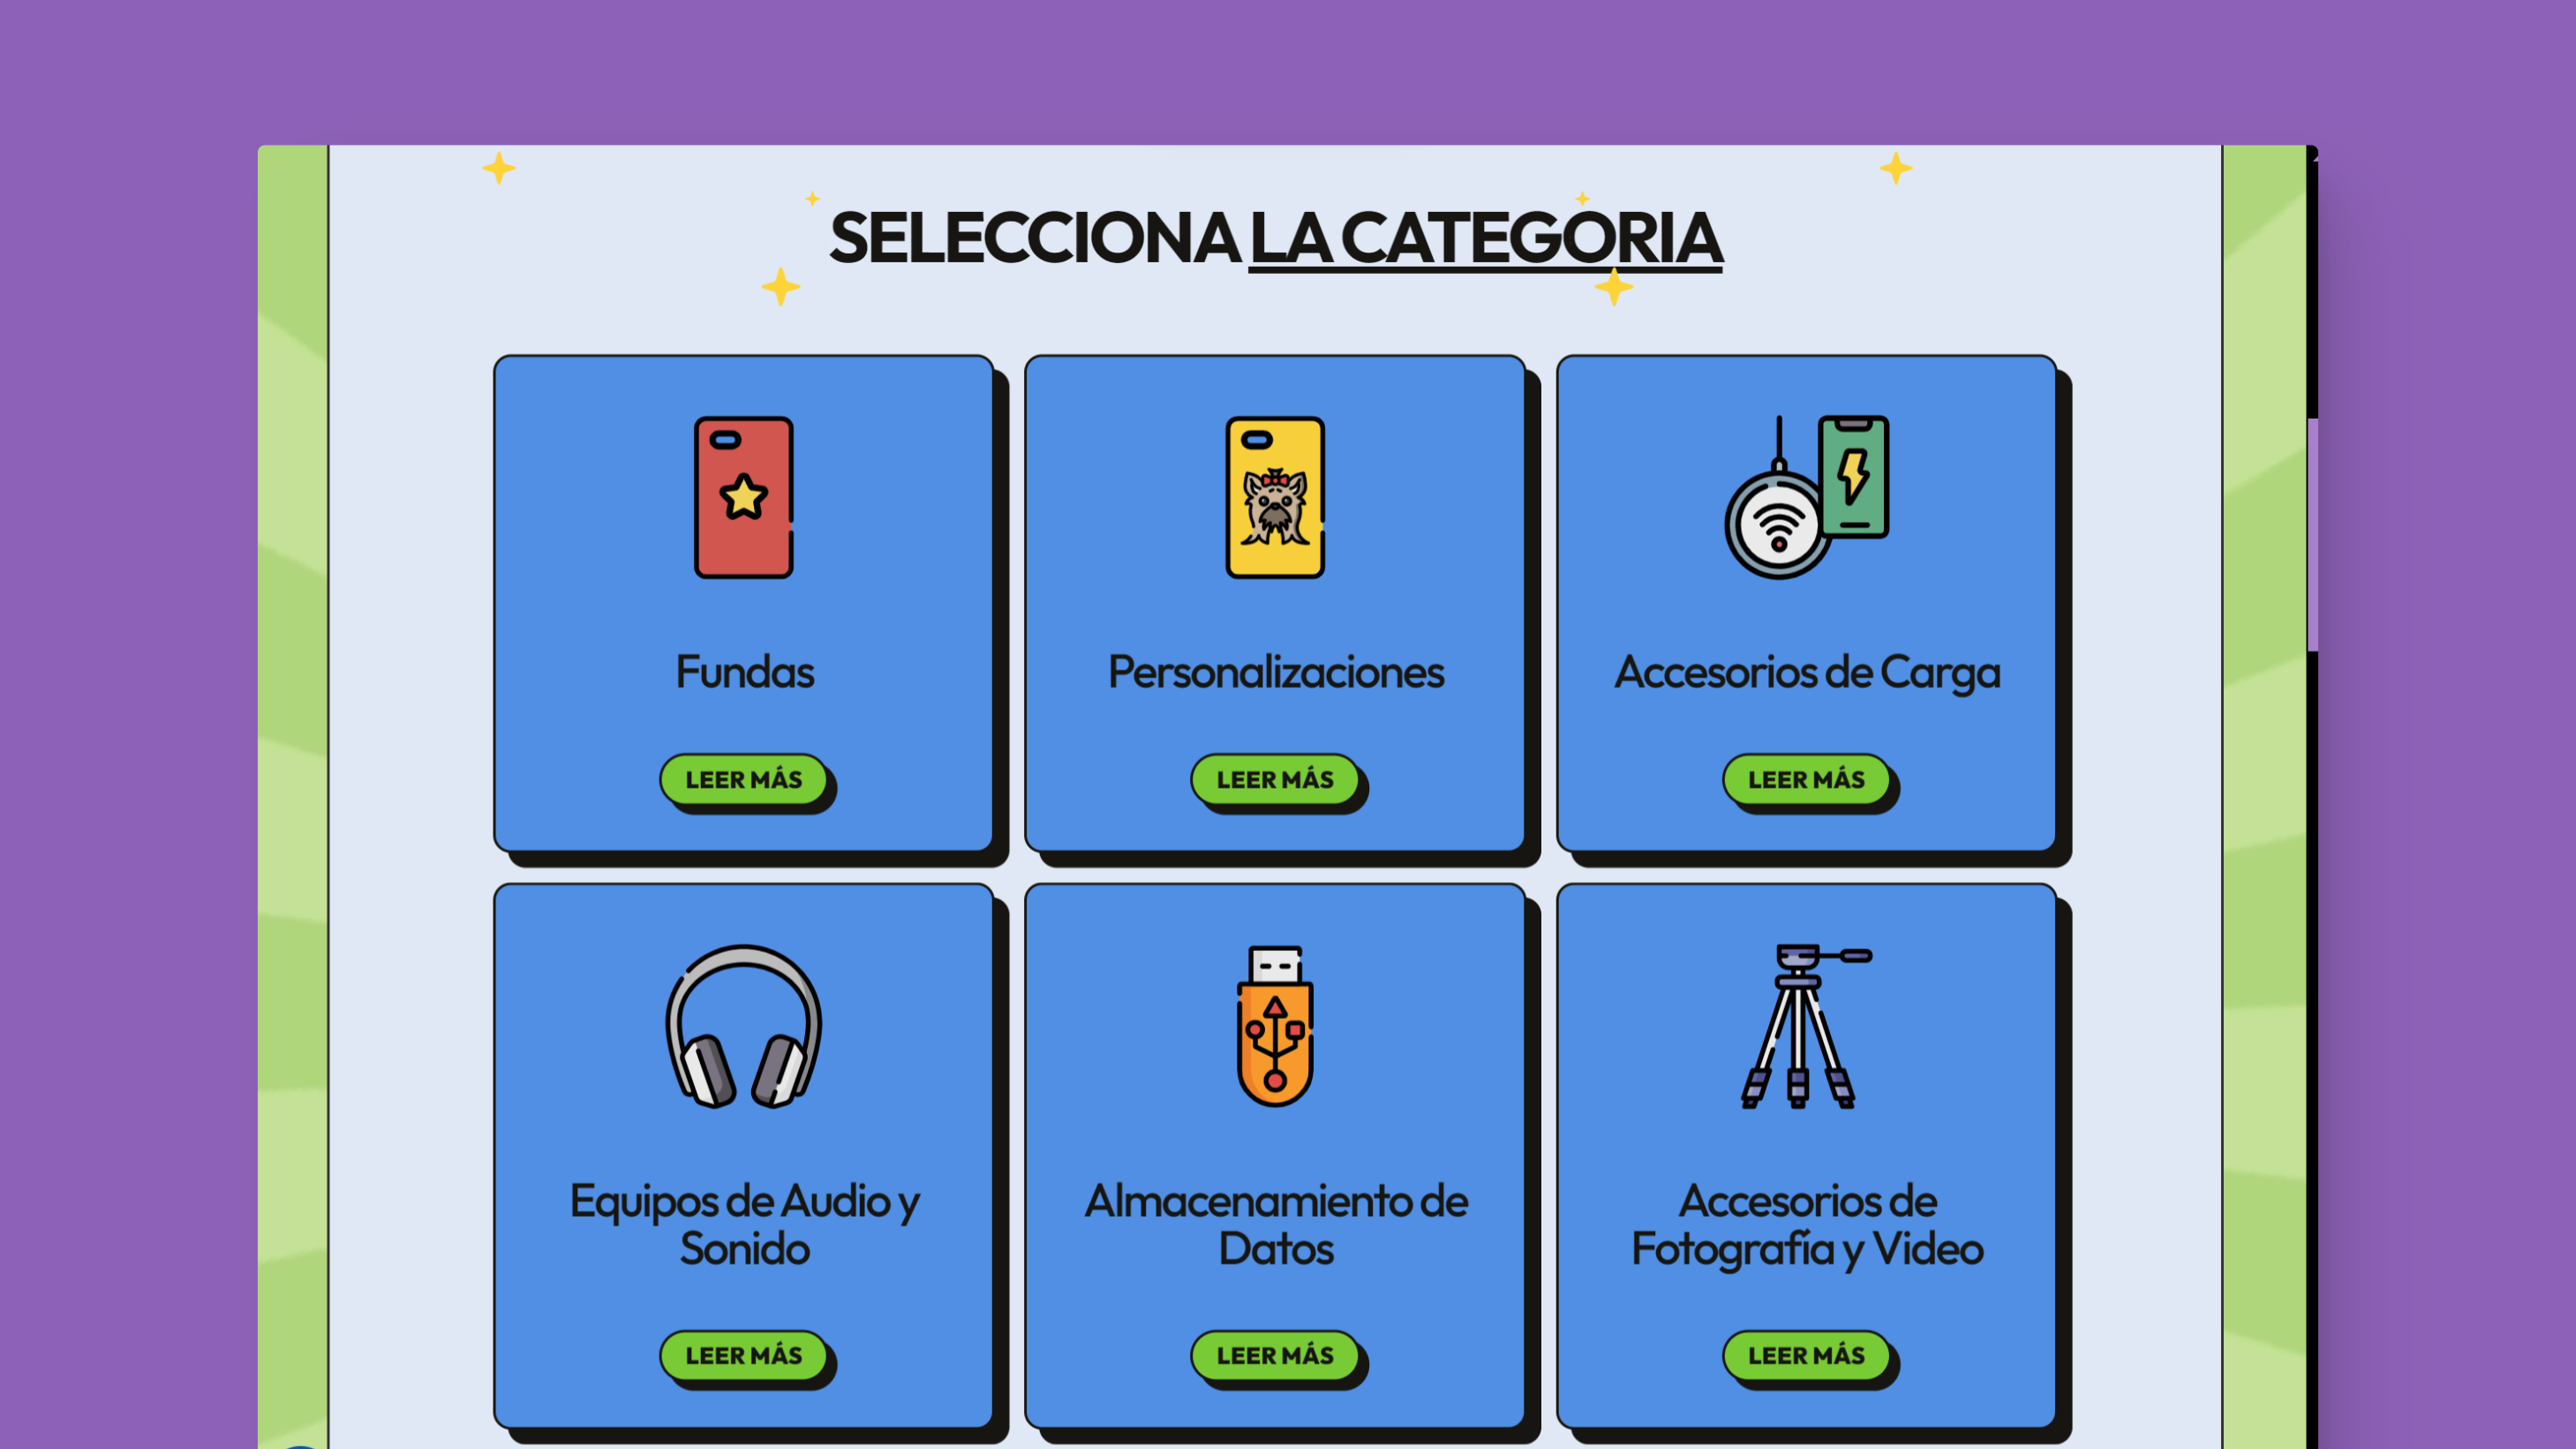 SELECCIONA LA CATEGORIA
Fundas
Personalizaciones
Accesorios de Carga
LEER MÁS
LEER MÁS
LEER MÁS
Equipos de Audio y
Sonido
Almacenamiento de
Datos
Accesorios de
Fotografía y Video
LEER MÁS
LEER MÁS
LEER MÁS